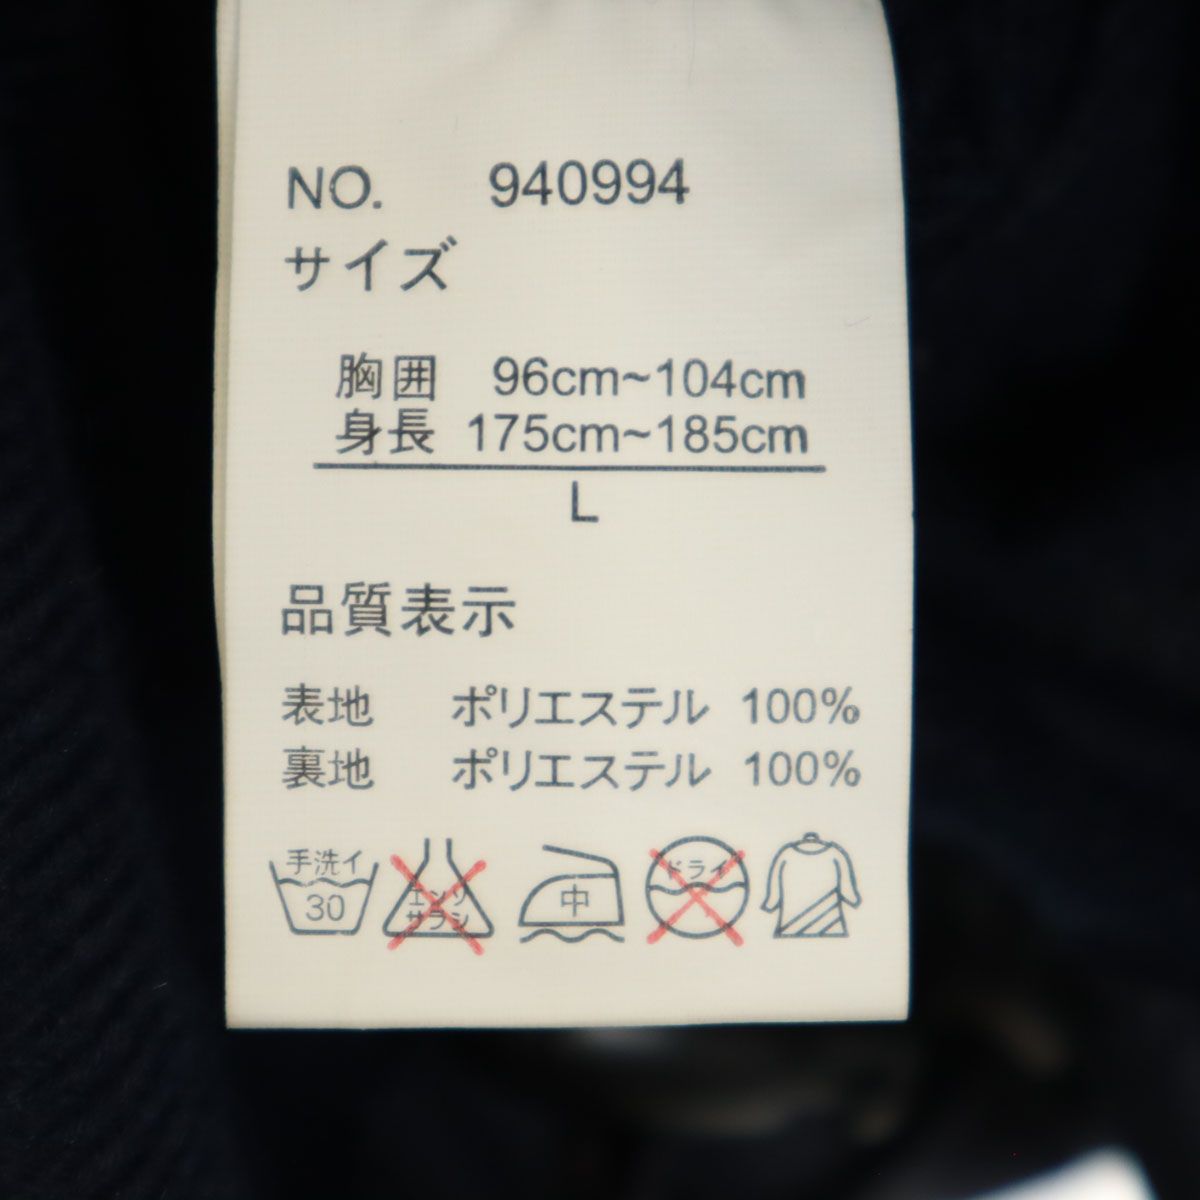 NO. 940994
サイズ
胸囲 96cm~104cm
身長 175cm~185cm
L
品質表示
表地 ポリエステル 100%
裏地 ポリエステル 100%
手洗イ
30
エンソ
サラシ
中
ドライ